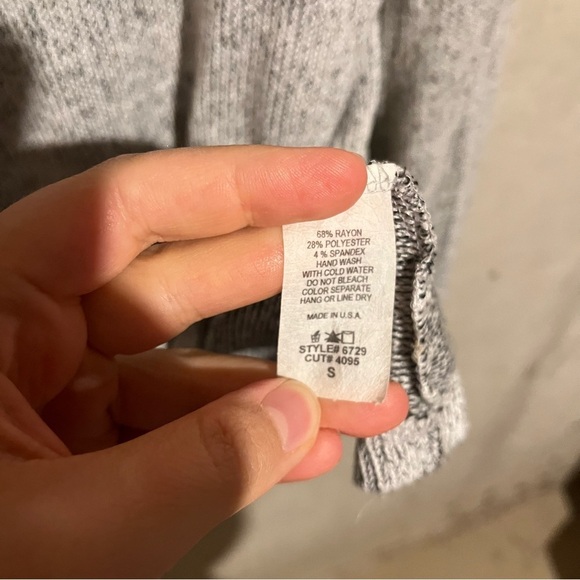 68% RAYON
28% POLYESTER
4 % SPANDEX
HAND WASH
WITH COLD WATER
DO NOT BLEACH
COLOR SEPARATE
HANG OR LINE DRY
MADE IN U.S.A.
STYLE# 6729
CUT# 4095
S